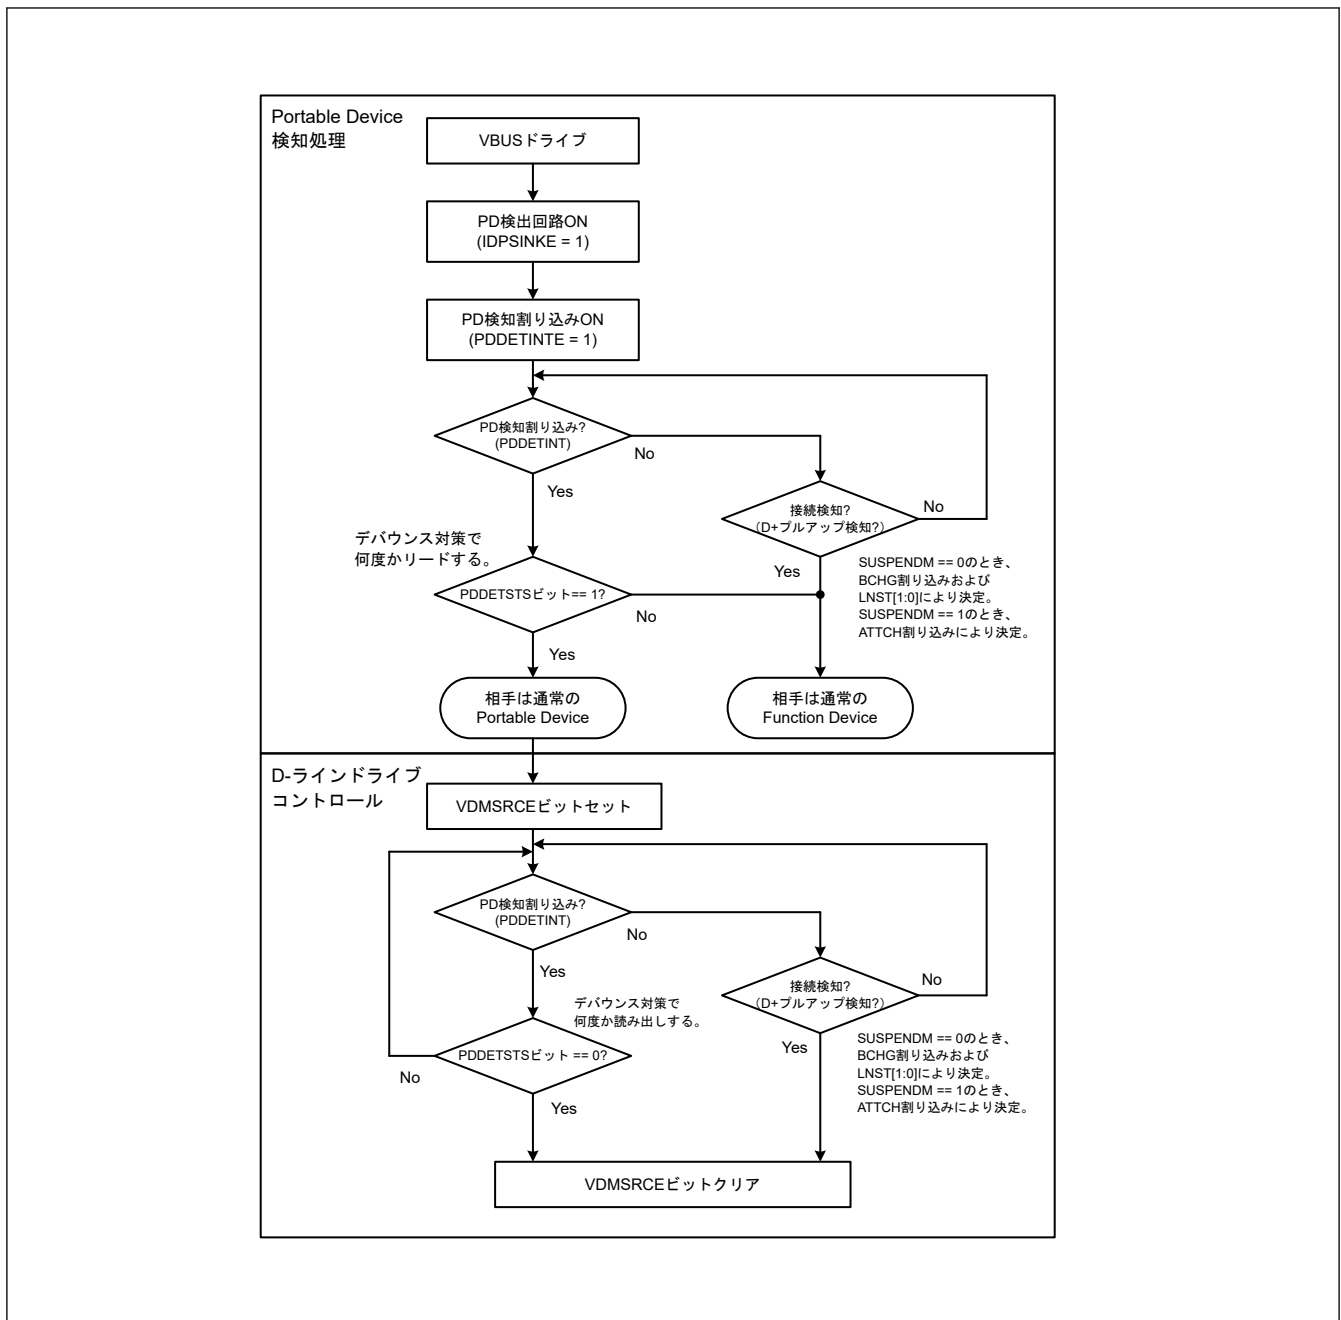 Portable Device
検知処理
VBUSドライブ
PD検出回路ON
(IDPSINKE = 1)
PD検知割り込みON
(PDDETINTE = 1)
PD検知割り込み?
(PDDETINT)
No
Yes
接続検知?
（D+プルアップ検知?）
No
Yes
デバウンス対策で
何度かリードする。
SUSPENDM == 0のとき、
BCHG割り込みおよび
LNST[1:0]により決定。
SUSPENDM == 1のとき、
ATTCH割り込みにより決定。
PDDETSTSビット== 1?
No
Yes
相手は通常の
Portable Device
相手は通常の
Function Device
D-ラインドライブ
コントロール
VDMSRCEビットセット
PD検知割り込み?
(PDDETINT)
No
Yes
接続検知?
（D+プルアップ検知?）
No
Yes
デバウンス対策で
何度か読み出しする。
SUSPENDM == 0のとき、
BCHG割り込みおよび
LNST[1:0]により決定。
SUSPENDM == 1のとき、
ATTCH割り込みにより決定。
PDDETSTSビット == 0?
No
Yes
VDMSRCEビットクリア